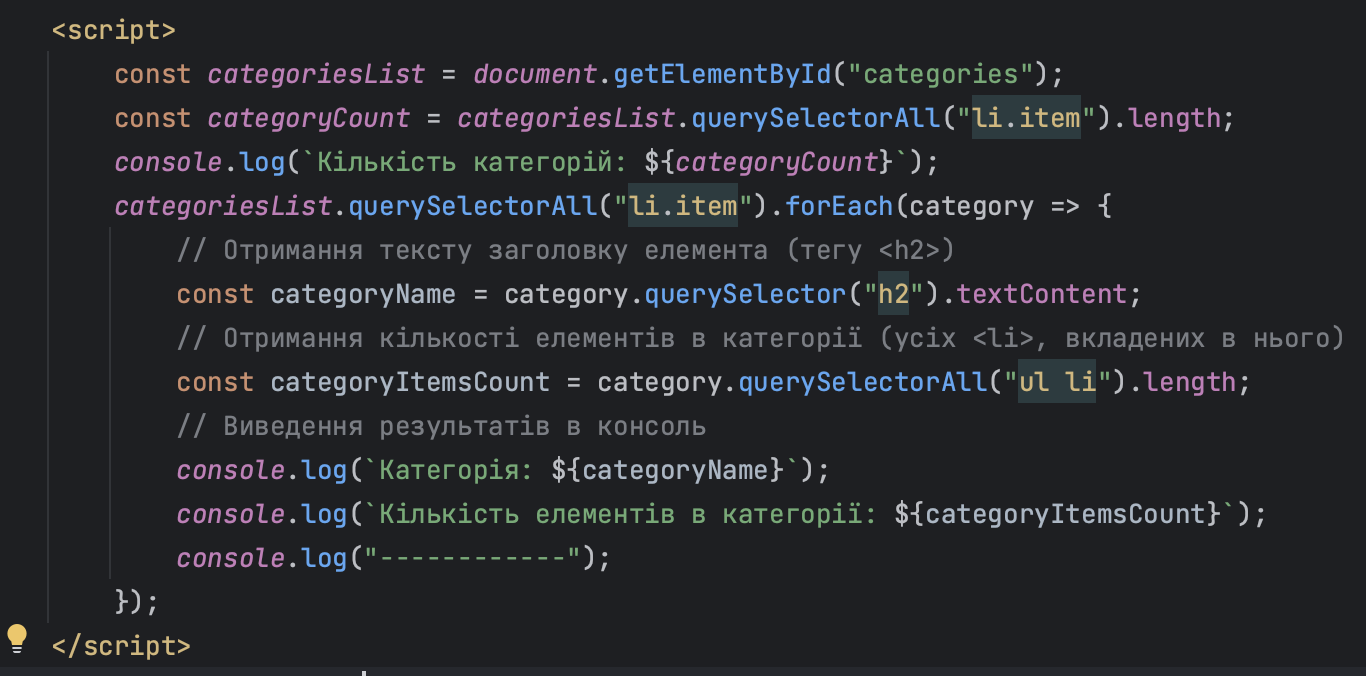 <script>
const categoriesList = document.getElementById("categories");
const categoryCount = categoriesList.querySelectorAll("li.item").length;
console.log(`Кількість категорій: ${categoryCount}`);
categoriesList.querySelectorAll("li.item").forEach(category => {
// Отримання тексту заголовку елемента (тегу <h2>)
const categoryName = category.querySelector("h2").textContent;
// Отримання кількості елементів в категорії (усіх <li>, вкладених в нього)
const categoryItemsCount = category.querySelectorAll("ul li").length;
// Виведення результатів в консоль
console.log(`Категорія: ${categoryName}`);
console.log(`Кількість елементів в категорії: ${categoryItemsCount}`);
console.log("------------");
});
</script>